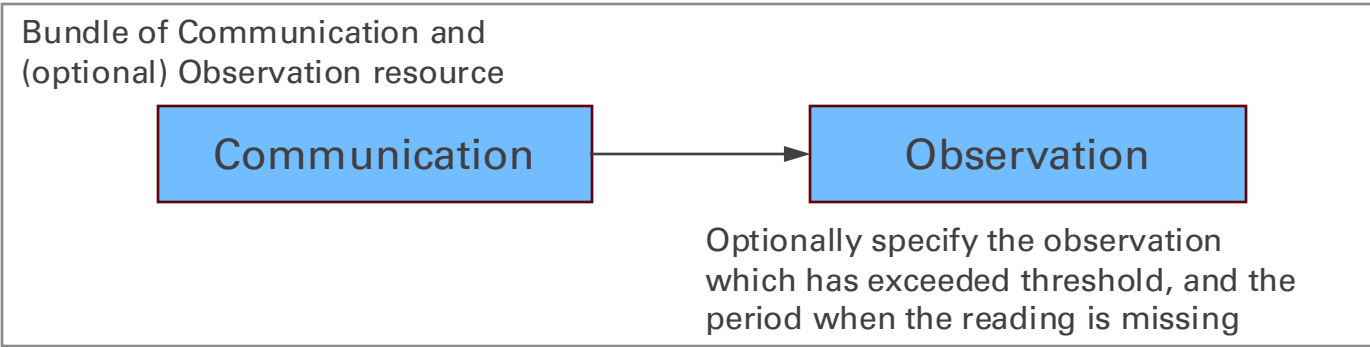 Bundle of Communication and
(optional) Observation resource
Communication
Observation
Optionally specify the observation
which has exceeded threshold, and the
period when the reading is missing